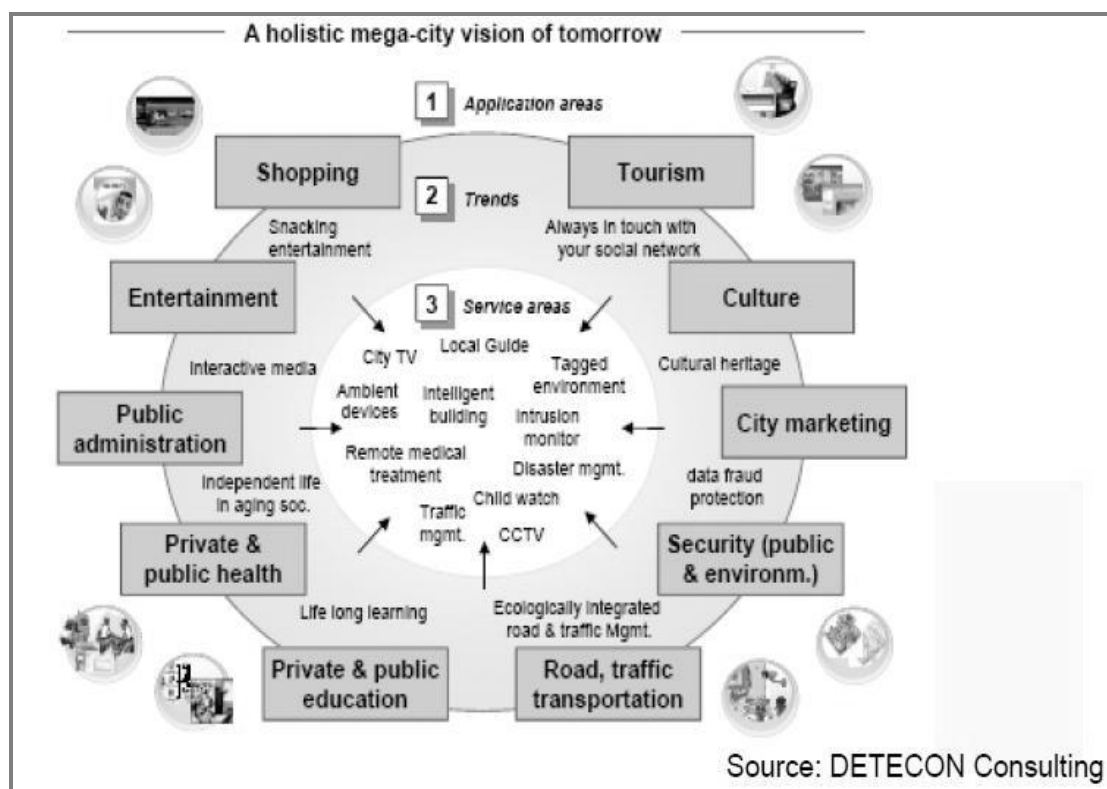 A holistic mega-city vision of tomorrow
1 Application areas
Shopping
Tourism
2 Trends
Snacking
entertainment
Always in touch with
your social network
Entertainment
Culture
3 Service areas
City TV
Local Guide
Tagged
environment
Interactive media
Cultural heritage
Ambient
devices
Intelligent
building
Intrusion
monitor
Public
administration
City marketing
Remote medical
treatment
Disaster mgmt.
Independent life
in aging soc.
data fraud
protection
Child watch
Traffic
mgmt.
CCTV
Private &
public health
Security (public
& environm.)
Life long learning
Ecologically integrated
road & traffic Mgmt.
Private & public
education
Road, traffic
transportation
Source: DETECON Consulting